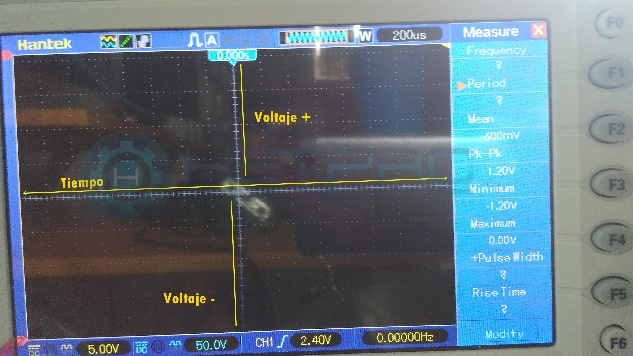 Hantek
A
W
200us
Measure
X
0.000s
Frequency
?
Period
?
Mean
-600mV
Pk-Pk
1.20V
Minimum
-1.20V
Maximum
0.00V
+Pulse Width
?
Rise Time
?
Modify
Voltaje +
Tiempo
H
Voltaje -
DC
5.00V
DC
50.0V
CH1
2.40V
0.00000Hz
F0
F1
F2
F3
F4
F5
F6